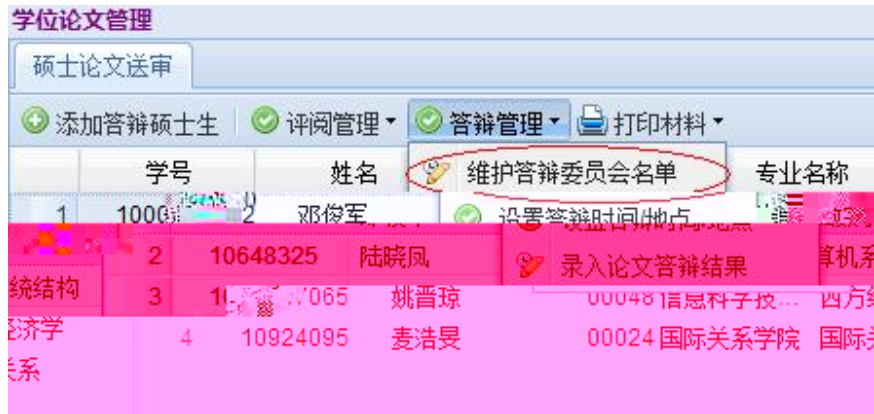 学位论文管理
硕士论文送审
添加答辩硕士生 评阅管理 答辩管理 打印材料
学号 姓名 维护答辩委员会名单 专业名称
1 邓俊军 设置答辩时间/地点
2 10648325 陆晓凤 录入论文答辩结果 算机系
统结构 3 7065 姚晋琼 00048 信息科学技...
经济学 4 10924095 麦浩旻 00024 国际关系学院 国际
关系